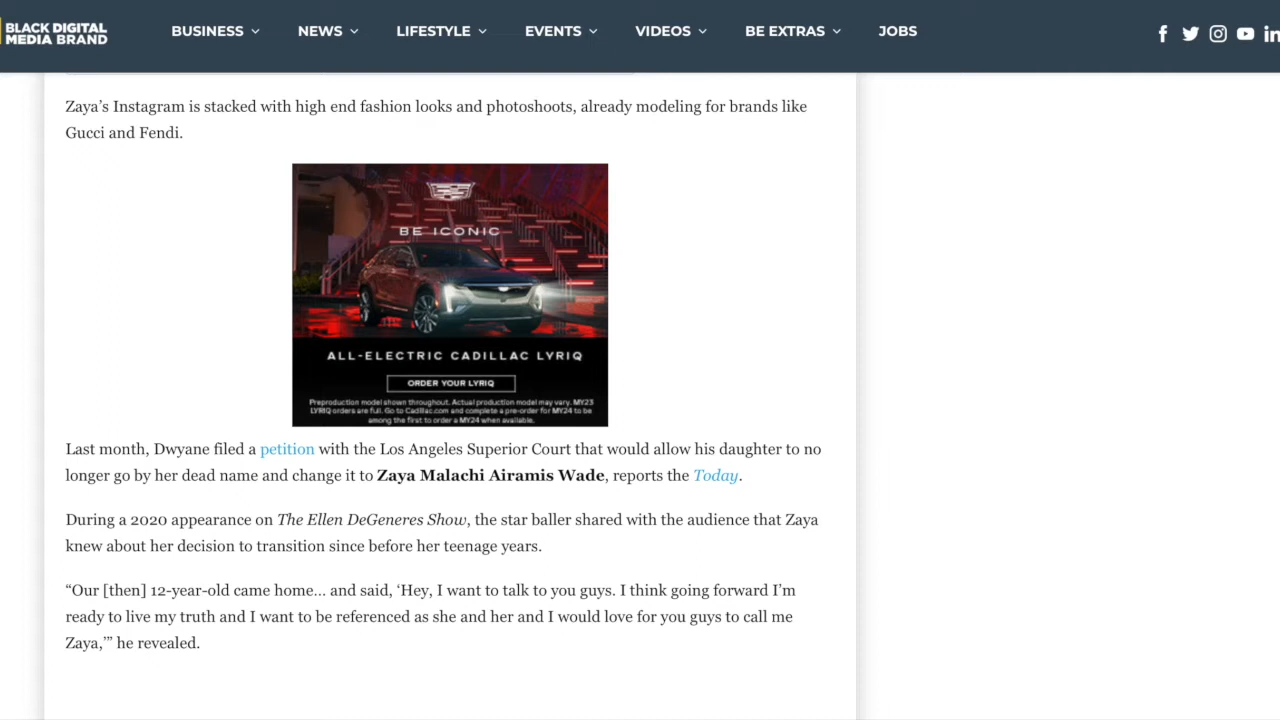 BLACK DIGITAL
MEDIA BRAND
BUSINESS NEWS LIFESTYLE EVENTS VIDEOS BE EXTRAS JOBS
Zaya’s Instagram is stacked with high end fashion looks and photoshoots, already modeling for brands like
Gucci and Fendi.
BE ICONIC
ALL-ELECTRIC CADILLAC LYRIQ
ORDER YOUR LYRIQ
Preproduction model shown throughout. Actual production model may vary. MY23
LYRIQ orders are full. Go to Cadillac.com and complete a pre-order for MY24 to be
among the first to order a MY24 when available.
Last month, Dwyane filed a petition with the Los Angeles Superior Court that would allow his daughter to no
longer go by her dead name and change it to Zaya Malachi Airamis Wade, reports the Today.
During a 2020 appearance on The Ellen DeGeneres Show, the star baller shared with the audience that Zaya
knew about her decision to transition since before her teenage years.
“Our [then] 12-year-old came home… and said, ‘Hey, I want to talk to you guys. I think going forward I’m
ready to live my truth and I want to be referenced as she and her and I would love for you guys to call me
Zaya,’” he revealed.